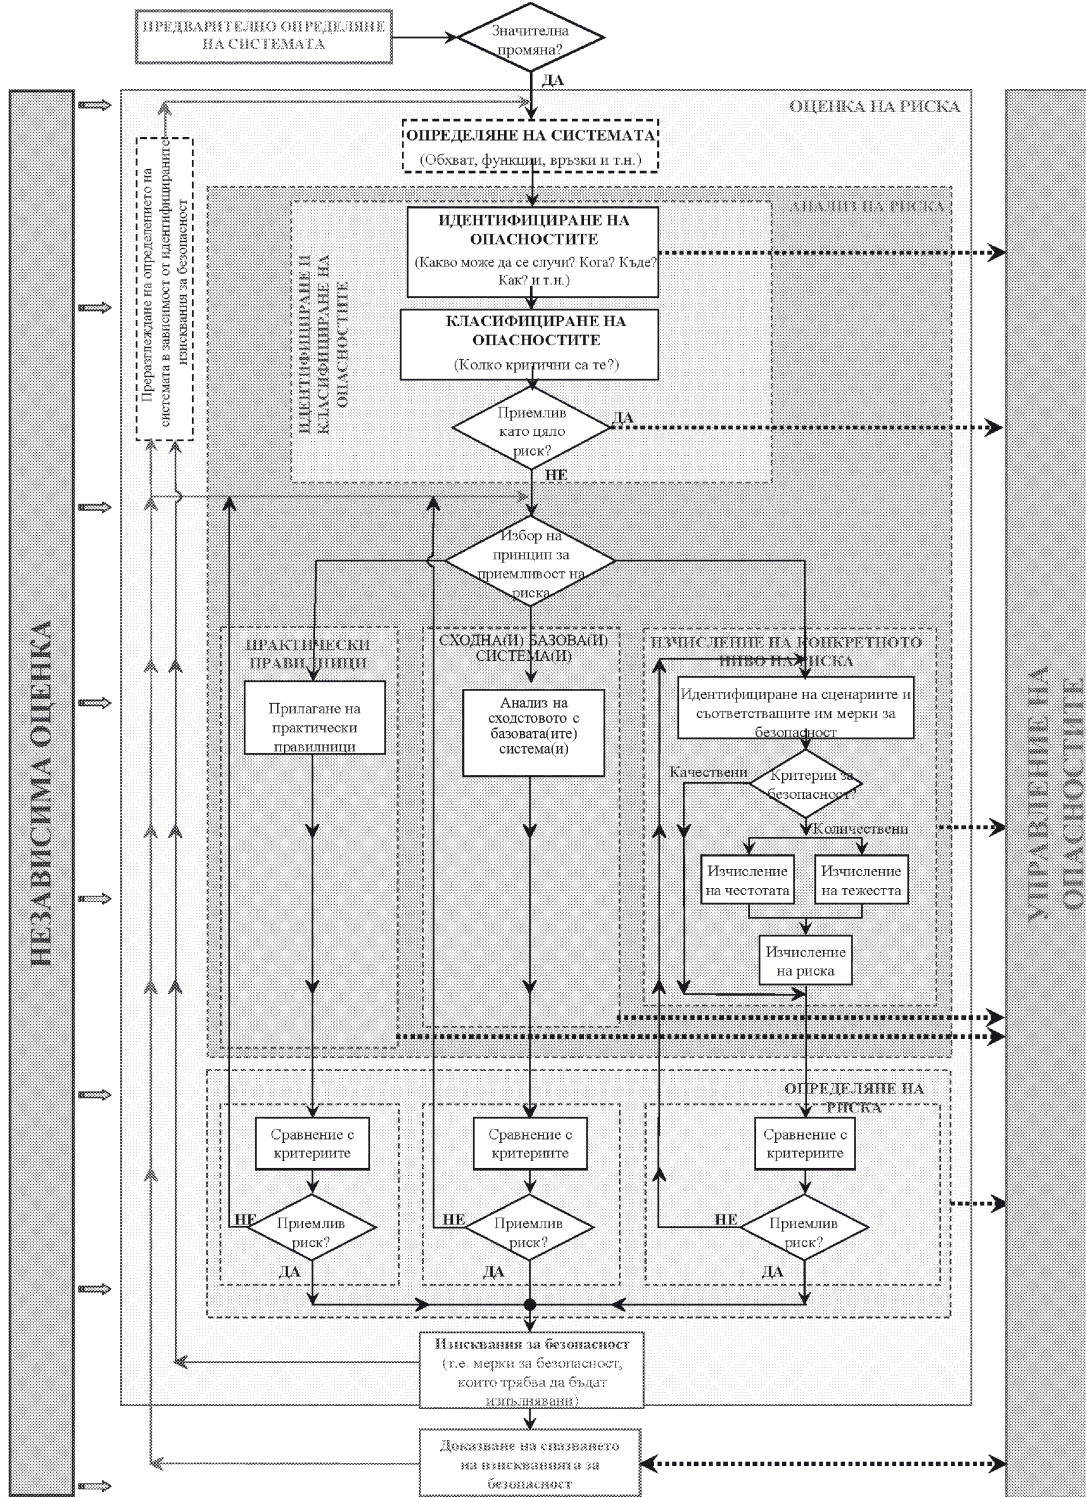 ПРЕДВАРИТЕЛНО ОПРЕДЕЛЯНЕ
НА СИСТЕМАТА
Значителна
промяна?
ДА
ОЦЕНКА НА РИСКА
ОПРЕДЕЛЯНЕ НА СИСТЕМАТА
(Обхват, функции, връзки и т.н.)
Преразглеждане на определението на
системата в зависимост от идентифицираните
изисквания за безопасност
АНАЛИЗ НА РИСКА
ИДЕНТИФИЦИРАНЕ И
КЛАСИФИЦИРАНЕ НА
ОПАСНОСТИТЕ
ИДЕНТИФИЦИРАНЕ НА
ОПАСНОСТИТЕ
(Какво може да се случи? Кога? Къде?
Как? и т.н.)
КЛАСИФИЦИРАНЕ НА
ОПАСНОСТИТЕ
(Колко критични са те?)
Приемлив
като цяло
риск?
ДА
НЕ
Избор на
принцип за
приемливост на
риска
НЕЗАВИСИМА ОЦЕНКА
УПРАВЛЕНИЕ НА
ОПАСНОСТИТЕ
ПРАКТИЧЕСКИ
ПРАВИЛНИЦИ
Прилагане на
практически
правилници
СХОДНА(И) БАЗОВА(И)
СИСТЕМА(И)
Анализ на
сходстовото с
базовата(ите)
система(и)
ИЗЧИСЛЕНИЕ НА КОНКРЕТНОТО
НИВО НА РИСКА
Идентифициране на сценариите и
съответстващите им мерки за
безопасност
Качествени
Критерии за
безопасност?
Количествени
Изчисление
на честотата
Изчисление
на тежестта
Изчисление
на риска
ОПРЕДЕЛЯНЕ НА
РИСКА
Сравнение с
критериите
Сравнение с
критериите
Сравнение с
критериите
НЕ
Приемлив
риск?
ДА
НЕ
Приемлив
риск?
ДА
НЕ
Приемлив
риск?
ДА
Изисквания за безопасност
(т.е. мерки за безопасност,
които трябва да бъдат
изпълнявани)
Доказване на спазването
на изискванията за
безопасност